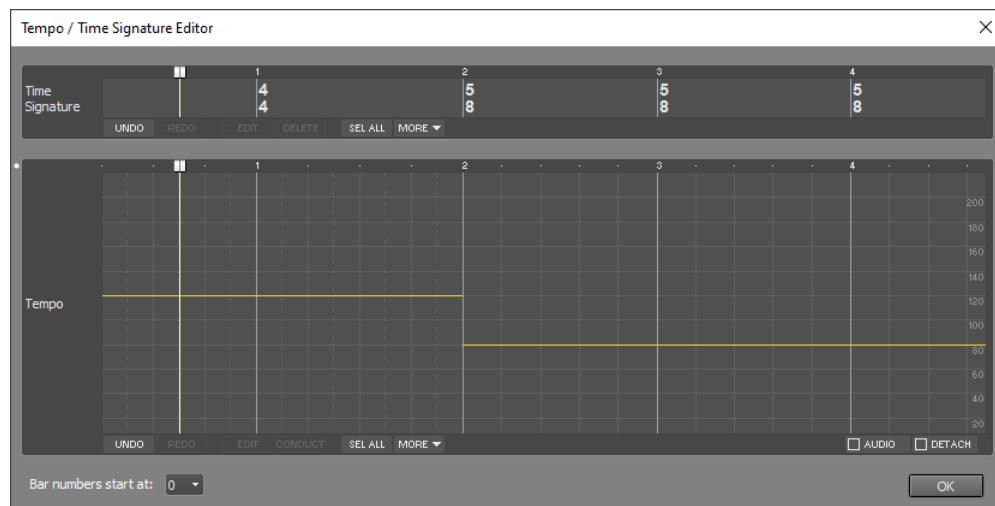 Tempo / Time Signature Editor
1 2 3 4
Time Signature
4 5 5 5
4 8 8 8
UNDO REDO EDIT DELETE SEL ALL MORE
1 2 3 4
200
180
160
140
Tempo
120
100
80
60
40
20
UNDO REDO EDIT CONDUCT SEL ALL MORE AUDIO DETACH
Bar numbers start at: 0 OK